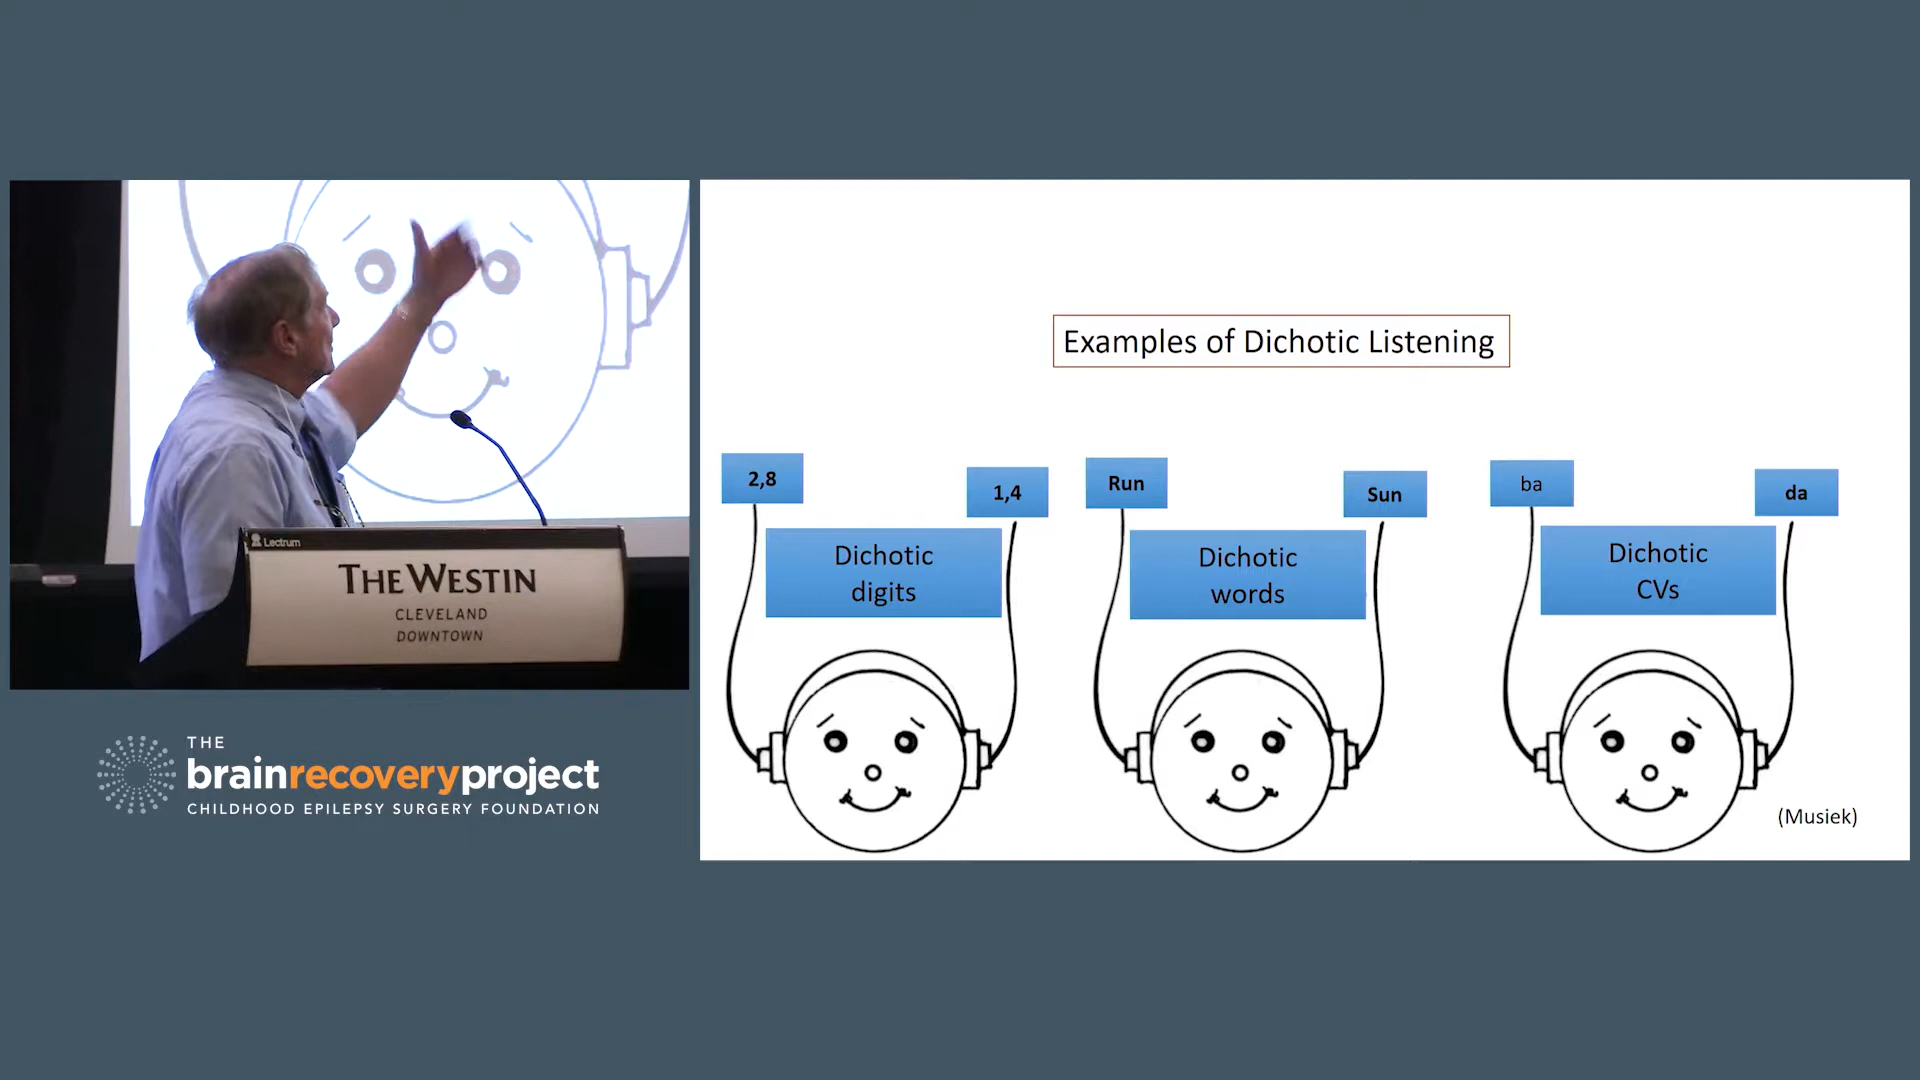 Lectrum
THE WESTIN
CLEVELAND
DOWNTOWN
THE
brainrecoveryproject
CHILDHOOD EPILEPSY SURGERY FOUNDATION
Examples of Dichotic Listening
2,8
1,4
Dichotic
digits
Run
Sun
Dichotic
words
ba
da
Dichotic
CVs
(Musiek)